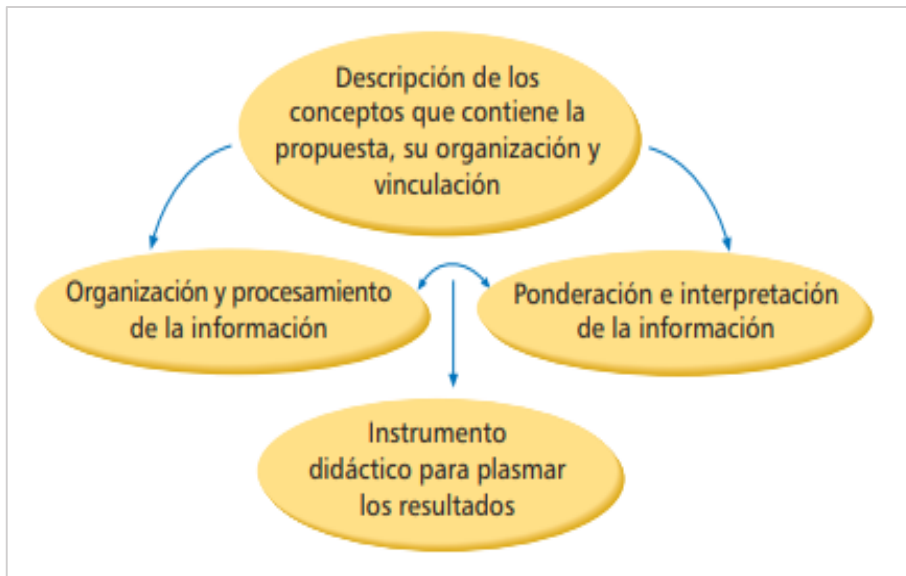 Descripción de los
conceptos que contiene la
propuesta, su organización y
vinculación
Organización y procesamiento
de la información
Ponderación e interpretación
de la información
Instrumento
didáctico para plasmar
los resultados